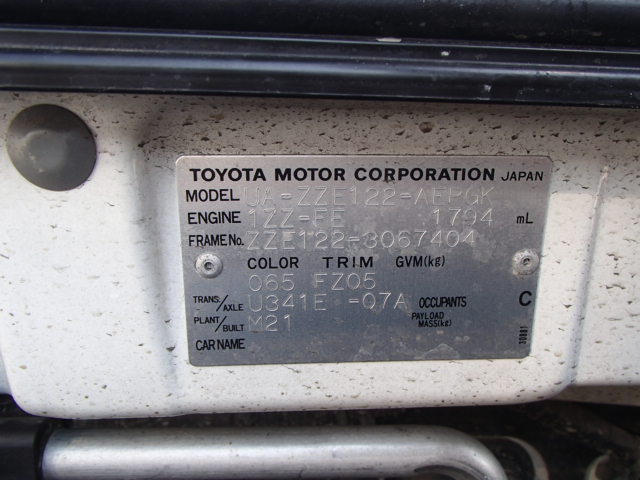 TOYOTA MOTOR CORPORATION JAPAN
MODEL UA-ZZE122-AEPGK
ENGINE 1ZZ-FE 1794 mL
FRAME No. ZZE122-3067404
COLOR TRIM GVM(kg)
065 FZ05
TRANS./AXLE U341E -07A OCCUPANTS C
PLANT/BUILT M21 PAYLOAD MASS(kg)
CAR NAME